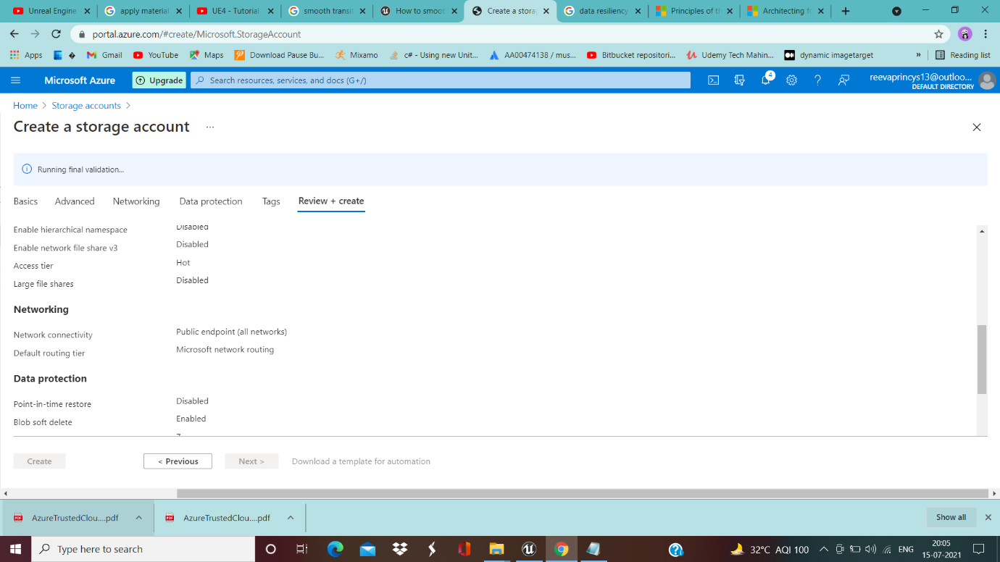 Unreal Engine
apply material
UE4 - Tutorial
smooth transit
How to smoot
Create a storag
data resiliency
Principles of th
Architecting fo
portal.azure.com/#create/Microsoft.StorageAccount
Apps
Gmail
YouTube
Maps
Download Pause Bu...
Mixamo
c# - Using new Unit...
AA00474138 / mus...
Bitbucket repositori...
Udemy Tech Mahin...
dynamic imagetarget
»
Reading list
Microsoft Azure
Upgrade
Search resources, services, and docs (G+/)
4
reevaprincys13@outloo...
DEFAULT DIRECTORY
Home > Storage accounts >
Create a storage account ...
Running final validation...
Basics Advanced Networking Data protection Tags Review + create
Enable hierarchical namespace Disabled
Enable network file share v3 Disabled
Access tier Hot
Large file shares Disabled
Networking
Network connectivity Public endpoint (all networks)
Default routing tier Microsoft network routing
Data protection
Point-in-time restore Disabled
Blob soft delete Enabled
Create < Previous Next > Download a template for automation
PDF AzureTrustedClou....pdf
PDF AzureTrustedClou....pdf
Show all
Type here to search
32°C AQI 100
ENG
20:05
15-07-2021